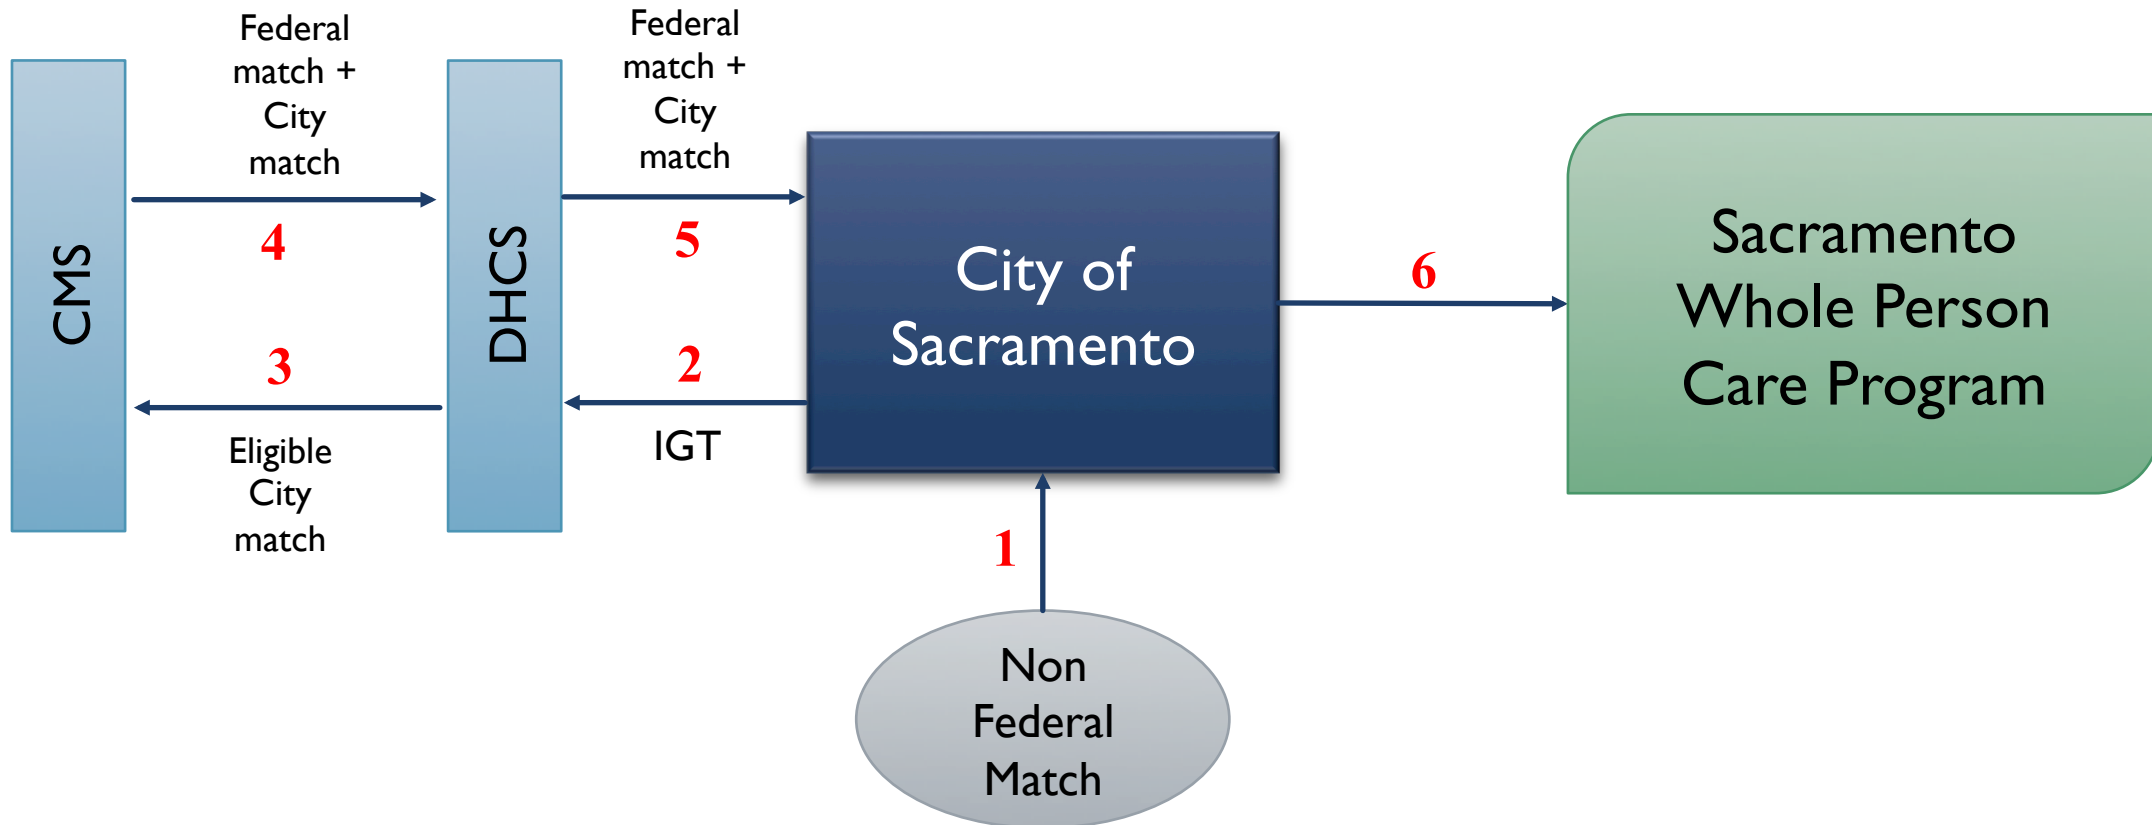 Federal
match +
City
match
Federal
match +
City
match
CMS
4
3
Eligible
City
match
DHCS
5
2
IGT
City of
Sacramento
6
Sacramento
Whole Person
Care Program
1
Non
Federal
Match